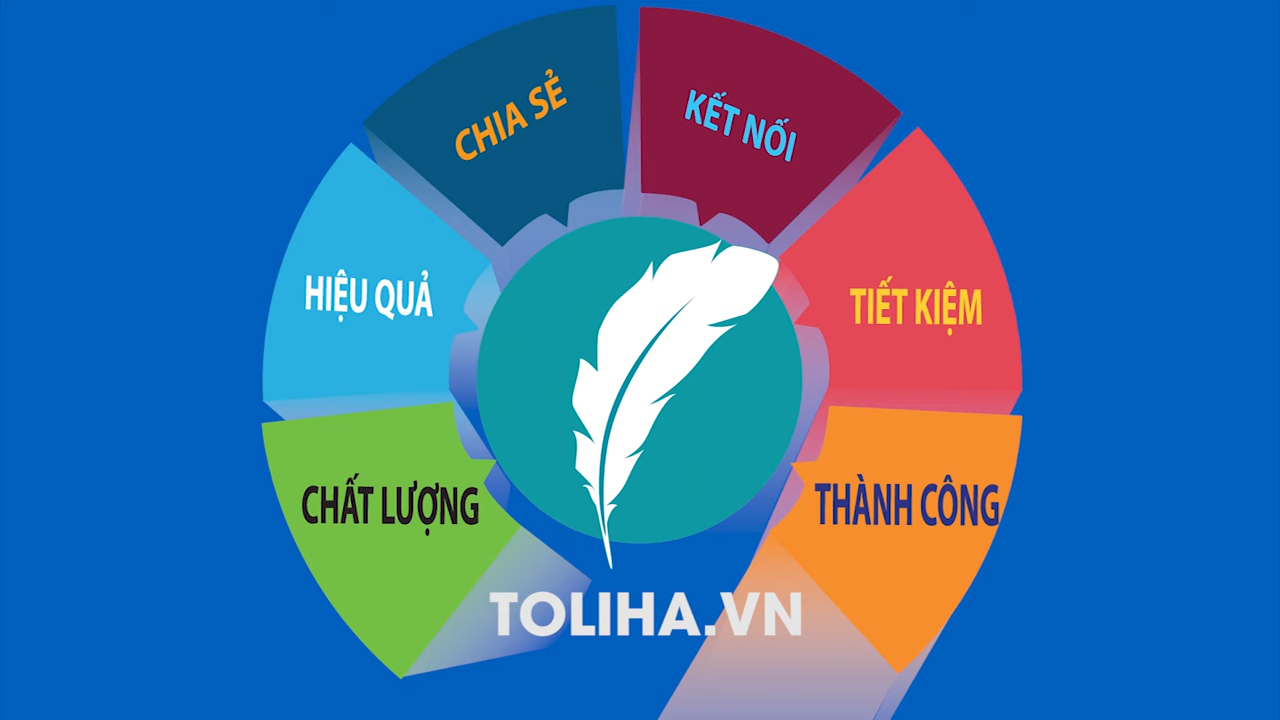 CHIA SẺ
KẾT NỐI
HIỆU QUẢ
TIẾT KIỆM
CHẤT LƯỢNG
THÀNH CÔNG
TOLIHA.VN